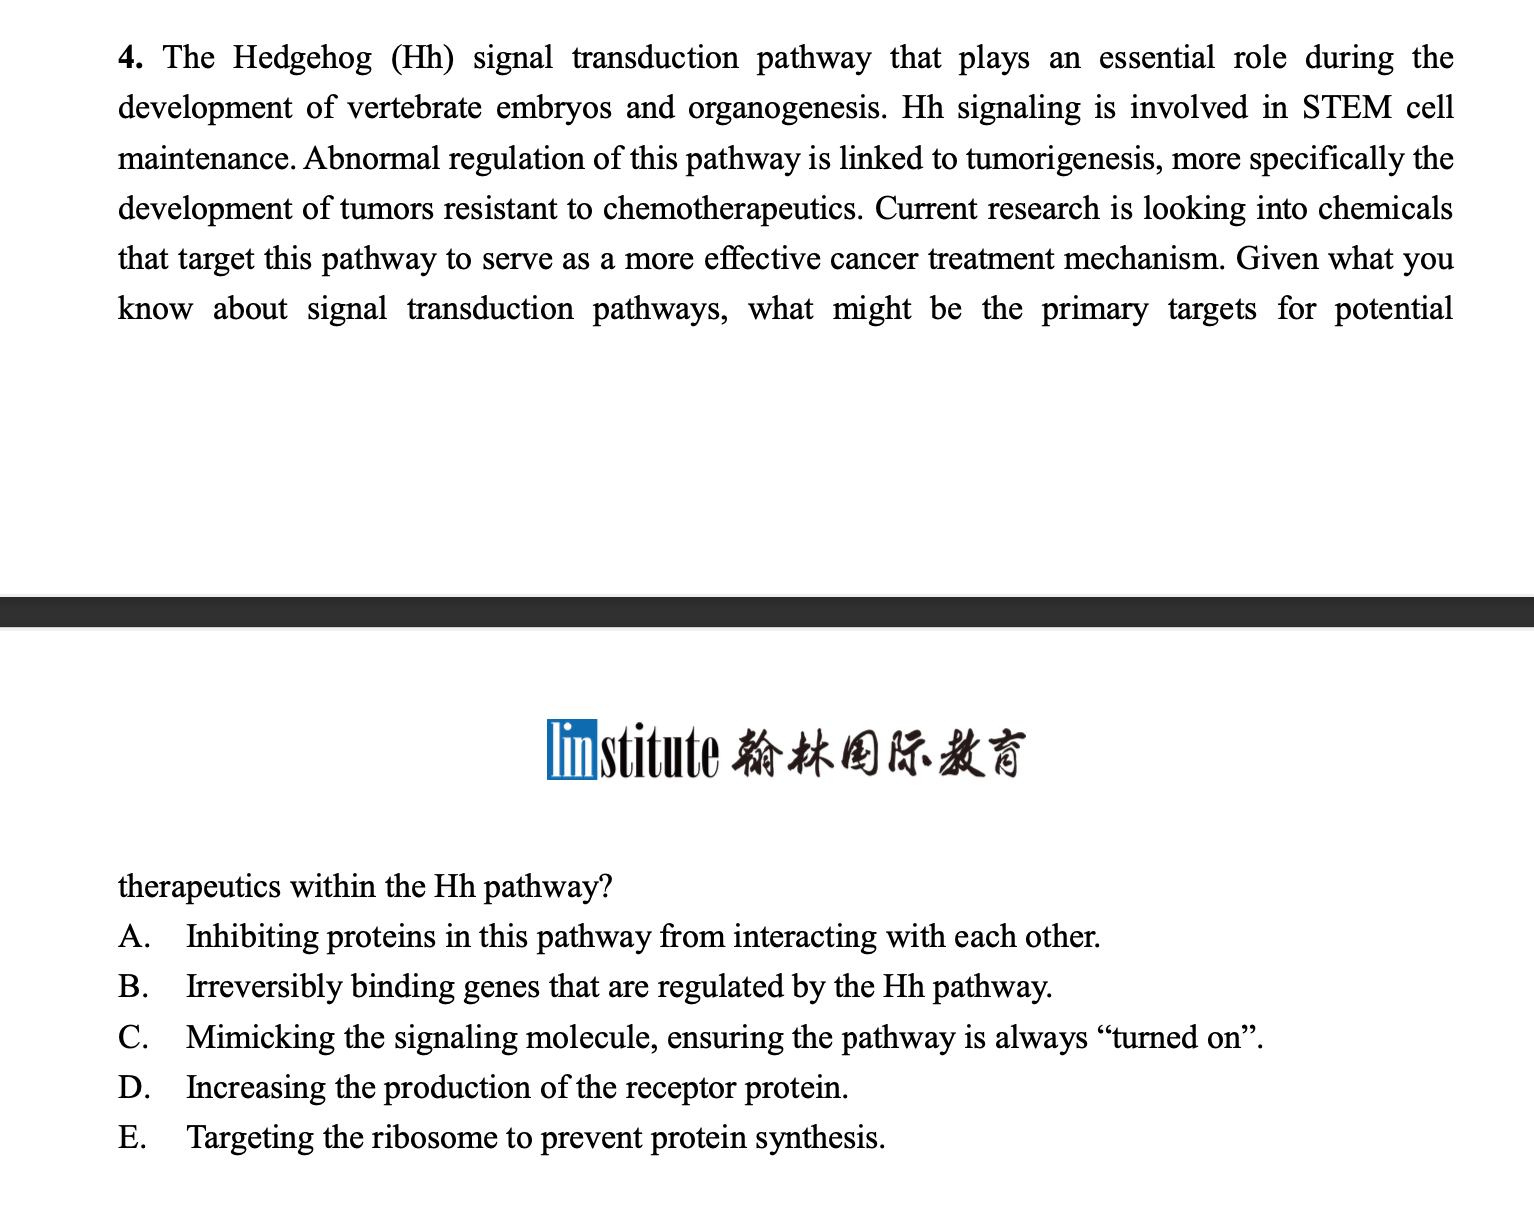 4. The Hedgehog (Hh) signal transduction pathway that plays an essential role during the
development of vertebrate embryos and organogenesis. Hh signaling is involved in STEM cell
maintenance. Abnormal regulation of this pathway is linked to tumorigenesis, more specifically the
development of tumors resistant to chemotherapeutics. Current research is looking into chemicals
that target this pathway to serve as a more effective cancer treatment mechanism. Given what you
know about signal transduction pathways, what might be the primary targets for potential
linstitute 翰林国际教育
therapeutics within the Hh pathway?
A. Inhibiting proteins in this pathway from interacting with each other.
B. Irreversibly binding genes that are regulated by the Hh pathway.
C. Mimicking the signaling molecule, ensuring the pathway is always “turned on”.
D. Increasing the production of the receptor protein.
E. Targeting the ribosome to prevent protein synthesis.